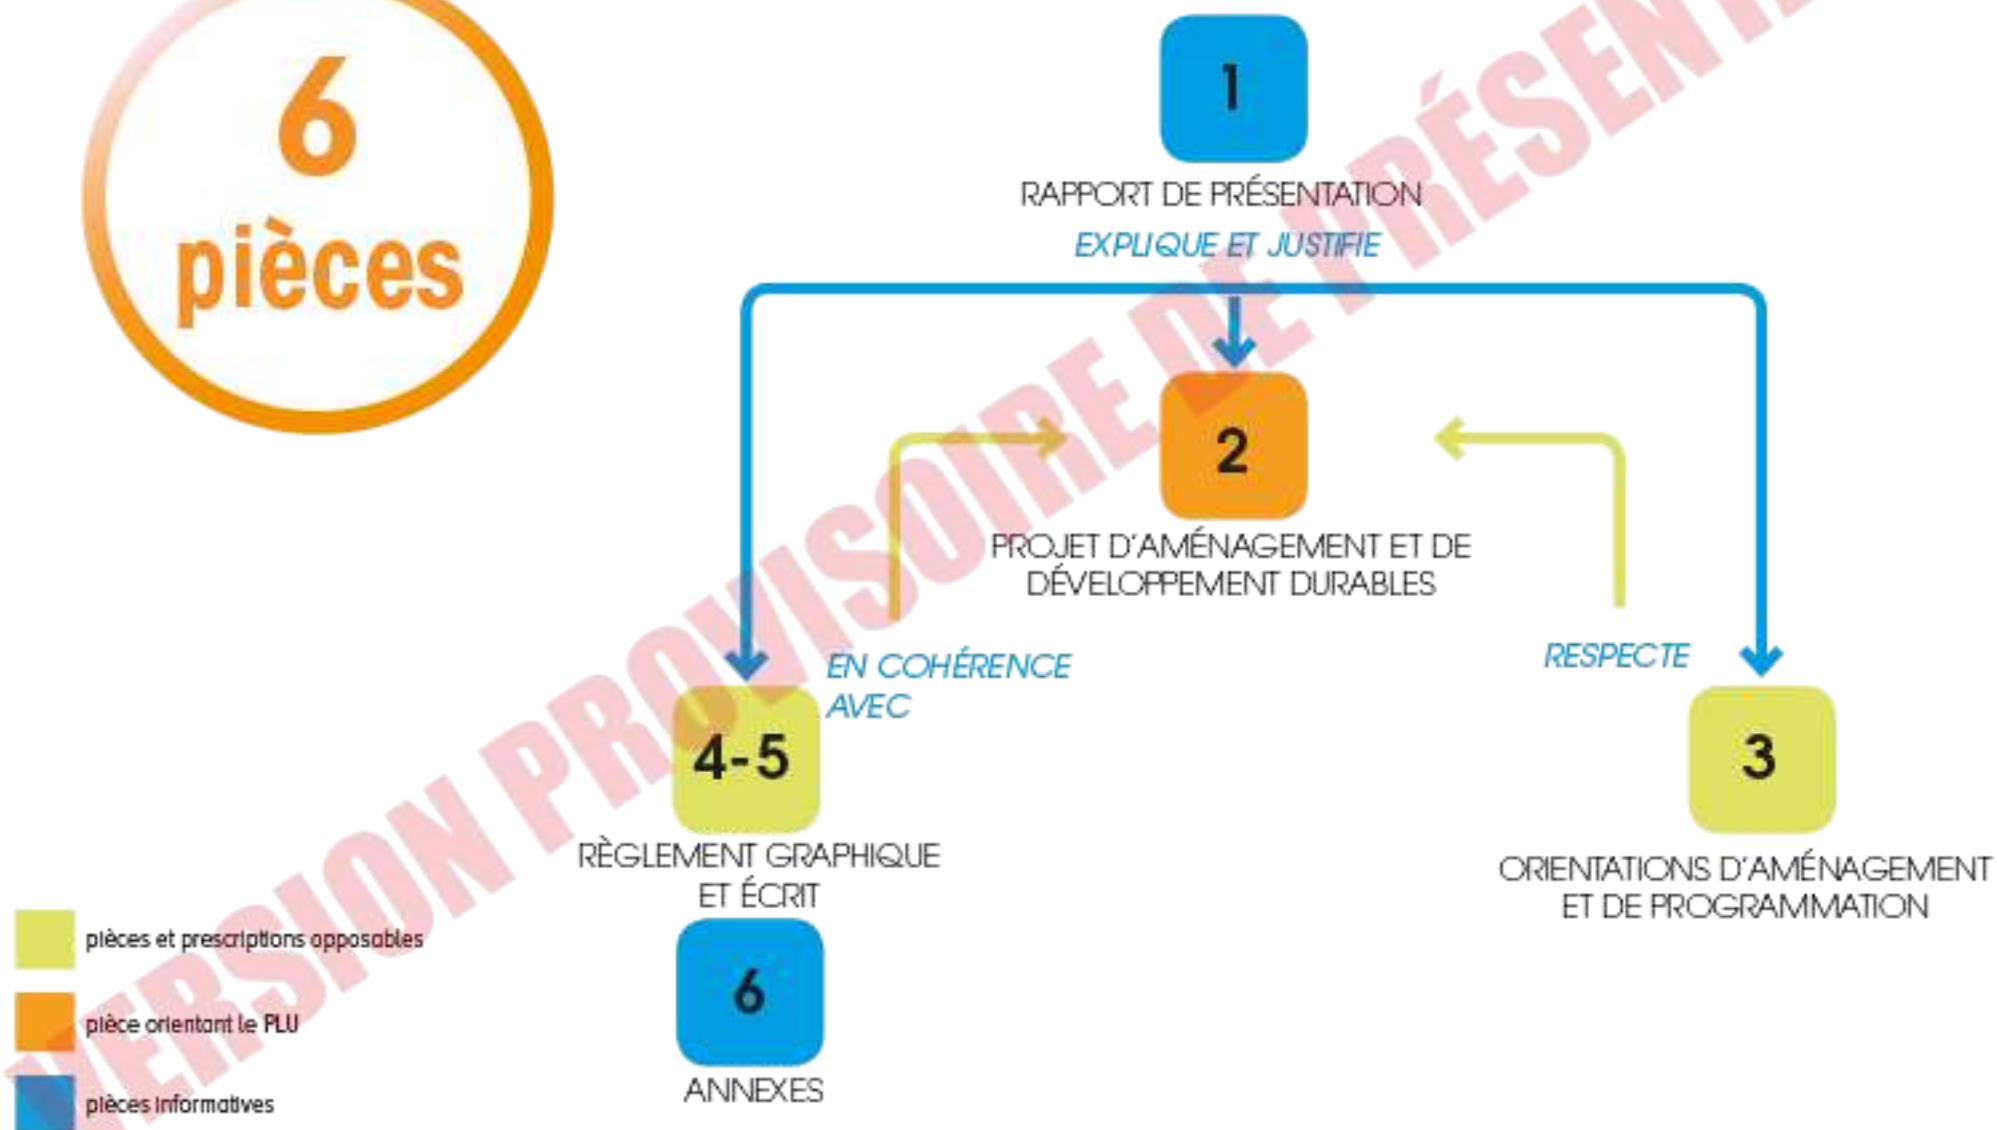 6
pièces
1
RAPPORT DE PRÉSENTATION
EXPLIQUE ET JUSTIFIE
2
PROJET D'AMÉNAGEMENT ET DE
DÉVELOPPEMENT DURABLES
EN COHÉRENCE
AVEC
RESPECTE
4-5
RÈGLEMENT GRAPHIQUE
ET ÉCRIT
3
ORIENTATIONS D'AMÉNAGEMENT
ET DE PROGRAMMATION
6
ANNEXES
pièces et prescriptions opposables
pièce orientant le PLU
pièces informatives
VERSION PROVISOIRE DE